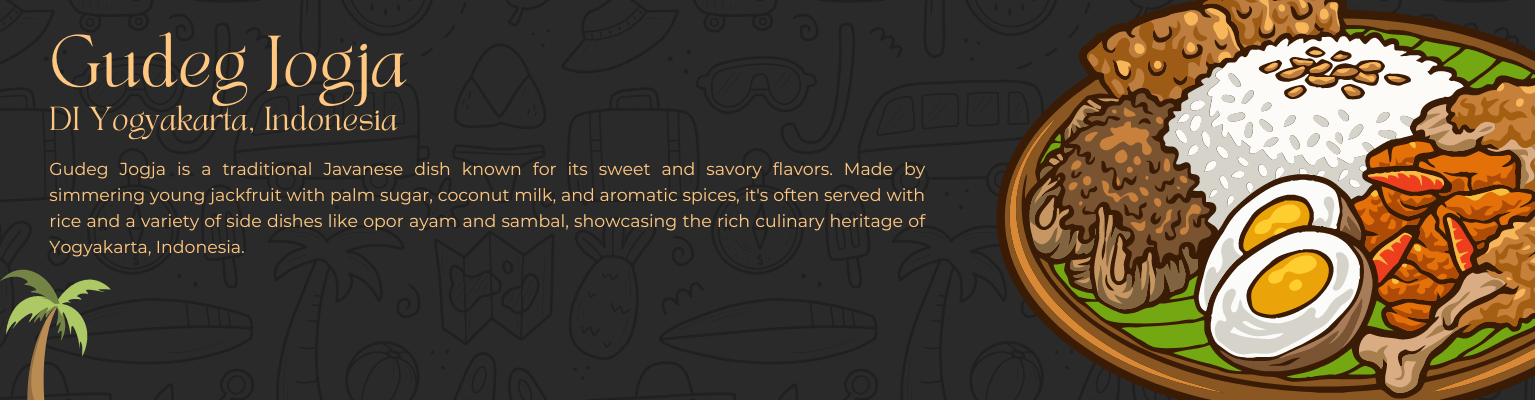 Gudeg Jogja
DI Yogyakarta, Indonesia
Gudeg Jogja is a traditional Javanese dish known for its sweet and savory flavors. Made by
simmering young jackfruit with palm sugar, coconut milk, and aromatic spices, it's often served with
rice and a variety of side dishes like opor ayam and sambal, showcasing the rich culinary heritage of
Yogyakarta, Indonesia.